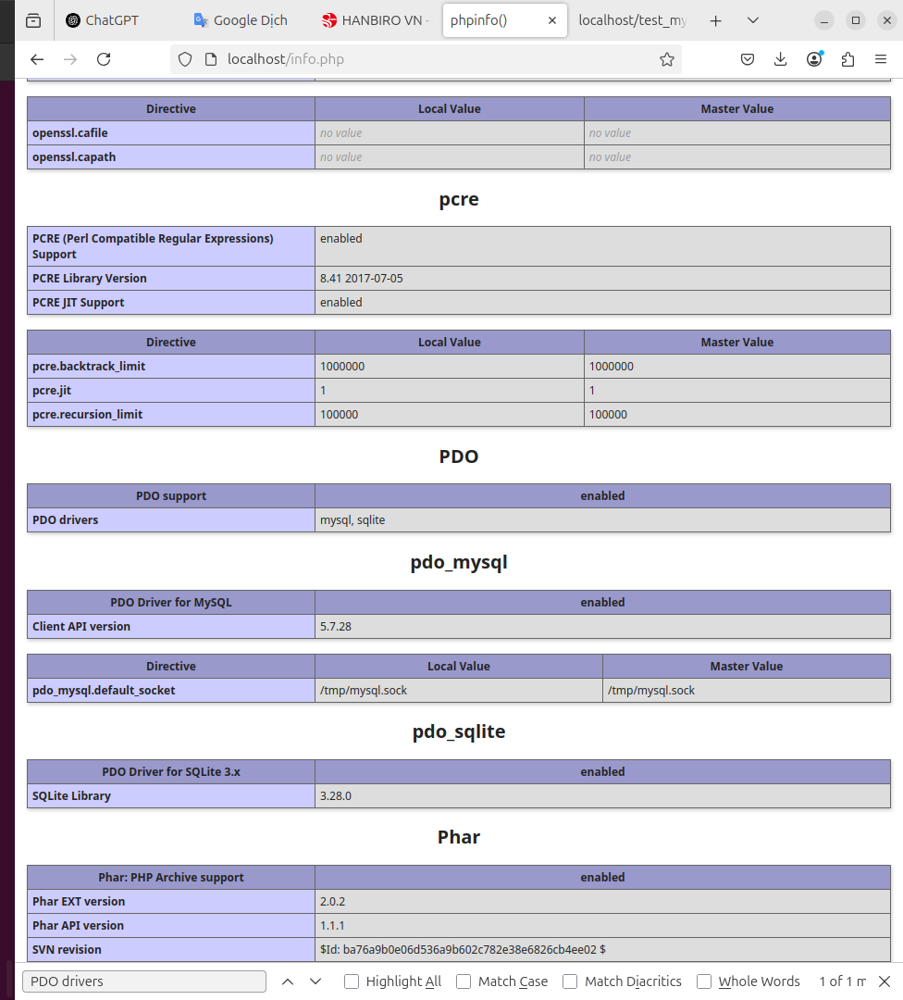 ChatGPT
Google Dịch
HANBIRO VN -
phpinfo()
localhost/test_my
localhost/info.php
Directive Local Value Master Value
openssl.cafile no value no value
openssl.capath no value no value
pcre
PCRE (Perl Compatible Regular Expressions) enabled
Support
PCRE Library Version 8.41 2017-07-05
PCRE JIT Support enabled
Directive Local Value Master Value
pcre.backtrack_limit 1000000 1000000
pcre.jit 1 1
pcre.recursion_limit 100000 100000
PDO
PDO support enabled
PDO drivers mysql, sqlite
pdo_mysql
PDO Driver for MySQL enabled
Client API version 5.7.28
Directive Local Value Master Value
pdo_mysql.default_socket /tmp/mysql.sock /tmp/mysql.sock
pdo_sqlite
PDO Driver for SQLite 3.x enabled
SQLite Library 3.28.0
Phar
Phar: PHP Archive support enabled
Phar EXT version 2.0.2
Phar API version 1.1.1
SVN revision $Id: ba76a9b0e06d536a9b602c782e38e6826cb4ee02 $
PDO drivers Highlight All Match Case Match Diacritics Whole Words 1 of 1 m